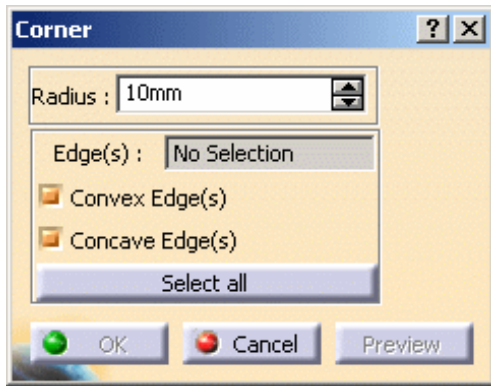 Corner ? ×
Radius : 10mm
Edge(s) : No Selection
Convex Edge(s)
Concave Edge(s)
Select all
OK Cancel Preview